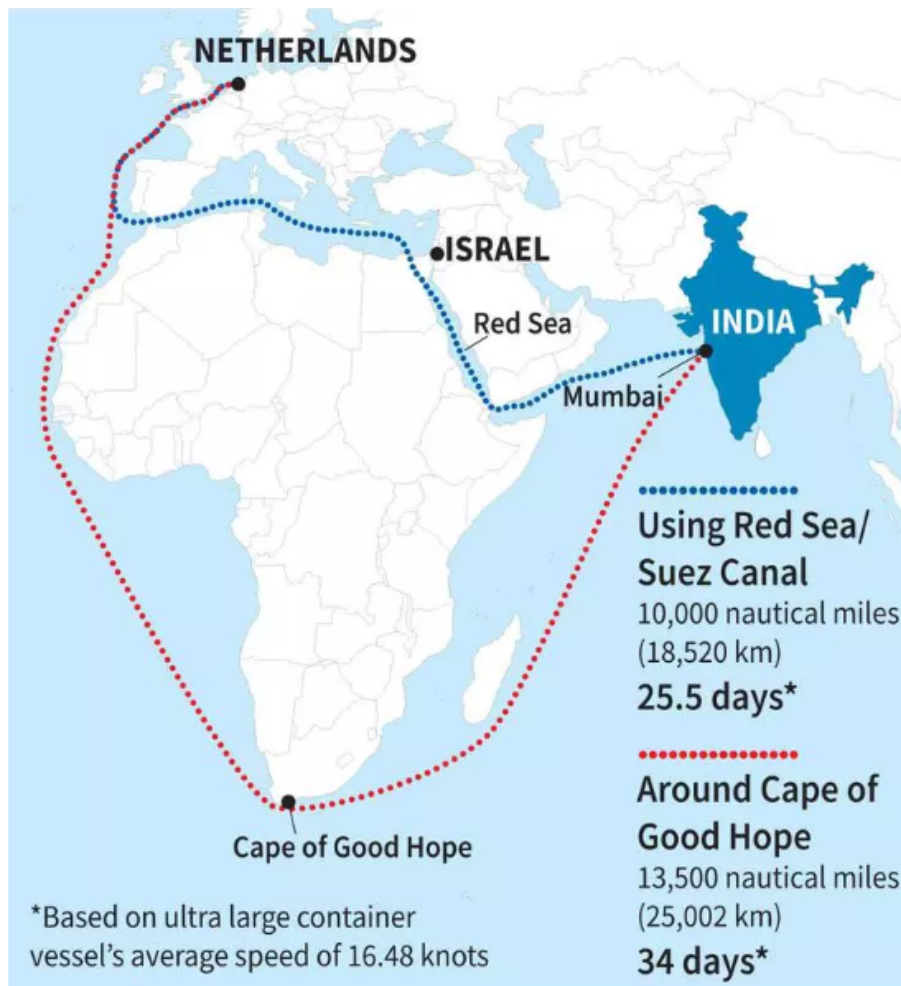 NETHERLANDS
ISRAEL
Red Sea
INDIA
Mumbai
Using Red Sea/
Suez Canal
10,000 nautical miles
(18,520 km)
25.5 days*
Around Cape of
Good Hope
13,500 nautical miles
(25,002 km)
34 days*
Cape of Good Hope
*Based on ultra large container
vessel's average speed of 16.48 knots